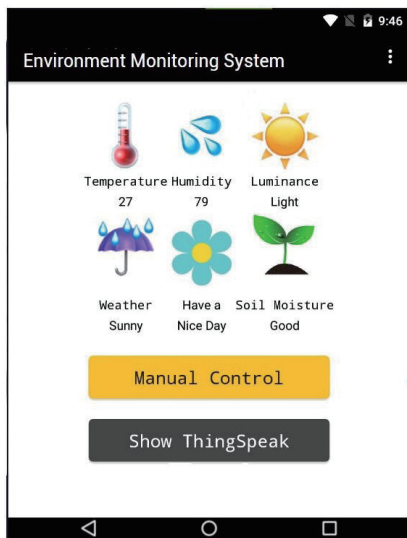 9:46
Environment Monitoring System
Temperature Humidity Luminance
27 79 Light
Weather Have a Soil Moisture
Sunny Nice Day Good
Manual Control
Show ThingSpeak